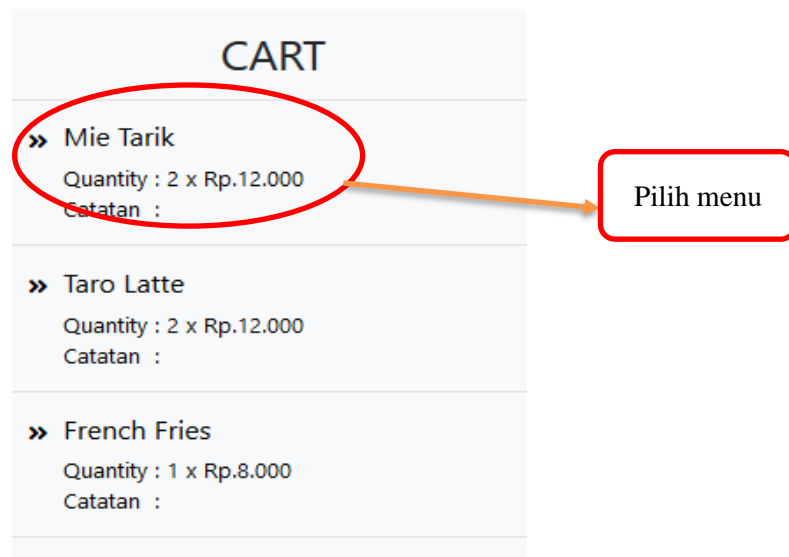 CART
» Mie Tarik
Quantity : 2 x Rp.12.000
Catatan :
Pilih menu
» Taro Latte
Quantity : 2 x Rp.12.000
Catatan :
» French Fries
Quantity : 1 x Rp.8.000
Catatan :